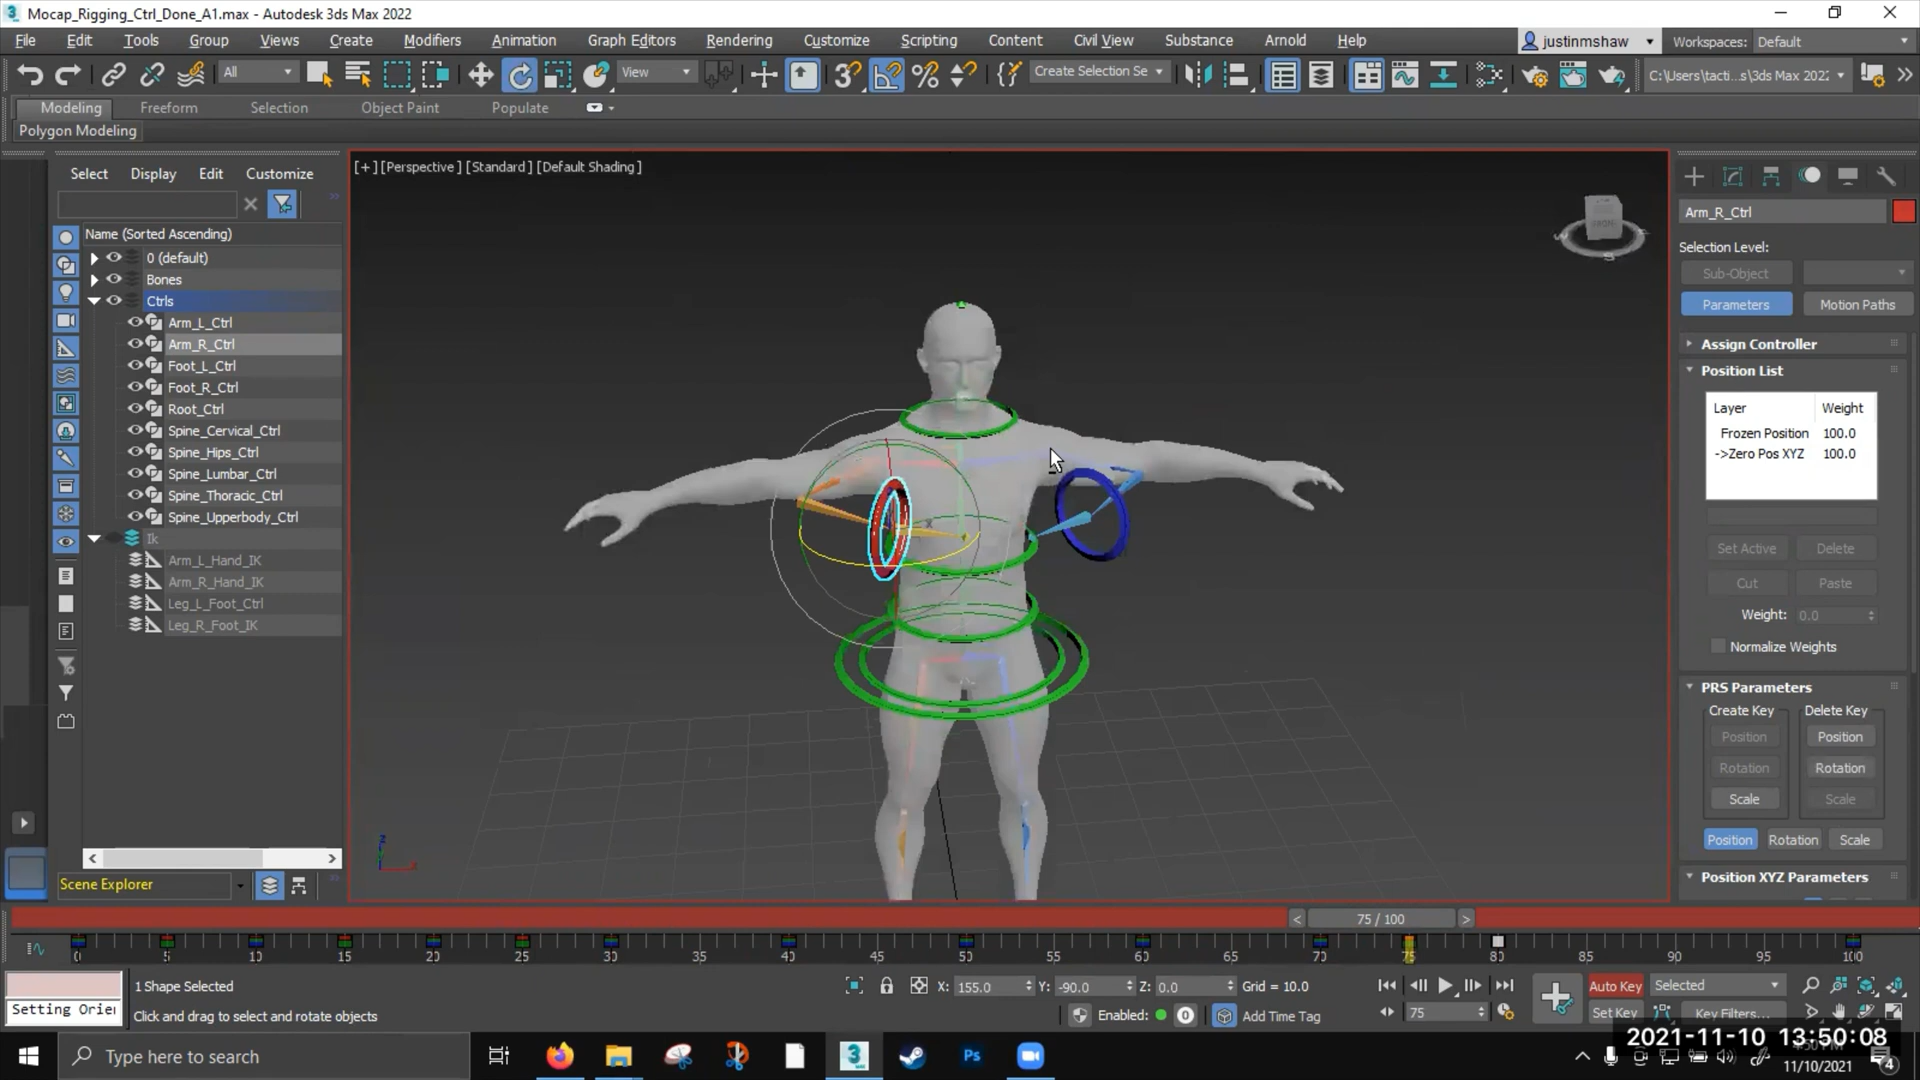 Mocap_Rigging_Ctrl_Done_A1.max - Autodesk 3ds Max 2022
File Edit Tools Group Views Create Modifiers Animation Graph Editors Rendering Customize Scripting Content Civil View Substance Arnold Help
justinmshaw
Workspaces: Default
All
View
Create Selection Se
C:\Users\tacti...s\3ds Max 2022
Modeling Freeform Selection Object Paint Populate
Polygon Modeling
Select Display Edit Customize
Name (Sorted Ascending)
0 (default)
Bones
Ctrls
Arm_L_Ctrl
Arm_R_Ctrl
Foot_L_Ctrl
Foot_R_Ctrl
Root_Ctrl
Spine_Cervical_Ctrl
Spine_Hips_Ctrl
Spine_Lumbar_Ctrl
Spine_Thoracic_Ctrl
Spine_Upperbody_Ctrl
Ik
Arm_L_Hand_IK
Arm_R_Hand_IK
Leg_L_Foot_Ctrl
Leg_R_Foot_IK
Scene Explorer
[+] [Perspective] [Standard] [Default Shading]
Arm_R_Ctrl
Selection Level:
Sub-Object
Parameters Motion Paths
Assign Controller
Position List
Layer Weight
Frozen Position 100.0
->Zero Pos XYZ 100.0
Set Active Delete
Cut Paste
Weight: 0.0
Normalize Weights
PRS Parameters
Create Key Delete Key
Position Position
Rotation Rotation
Scale Scale
Position Rotation Scale
Position XYZ Parameters
< 75 / 100 >
0 5 10 15 20 25 30 35 40 45 50 55 60 65 70 75 80 85 90 95 100
1 Shape Selected
Setting Orie
Click and drag to select and rotate objects
X: 155.0 Y: -90.0 Z: 0.0 Grid = 10.0
Enabled: 0 Add Time Tag
75
Auto Key Selected
Set Key Key Filters...
Type here to search
2021-11-10 13:50:08
11/10/2021
4